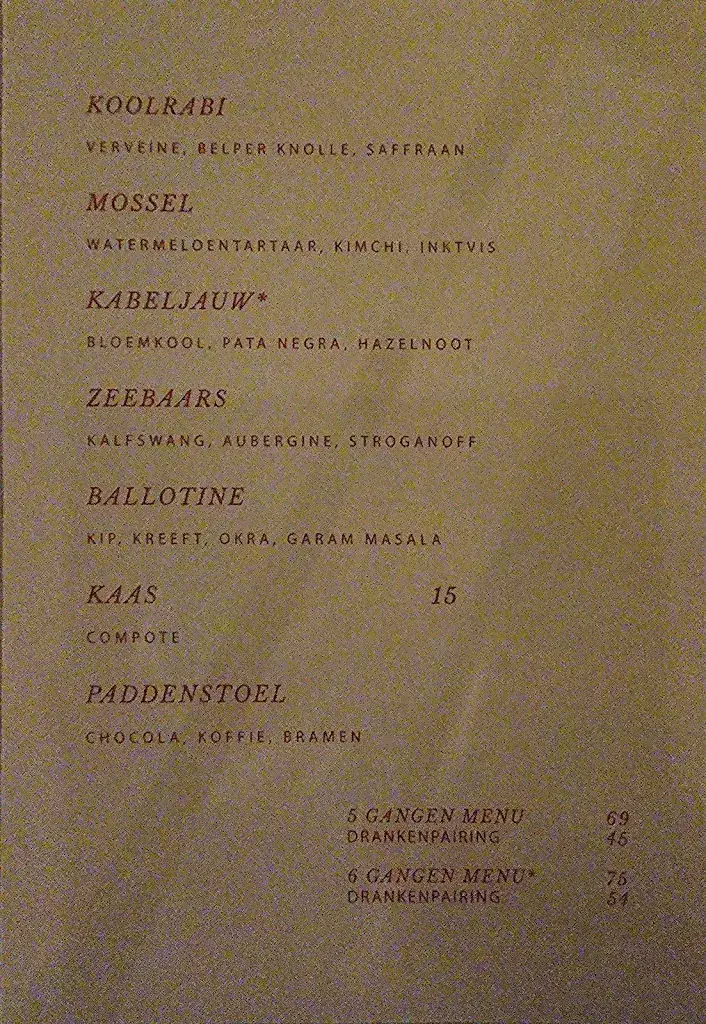 KOOLRABI
VERVEINE, BELPER KNOLLE, SAFFRAAN
MOSSEL
WATERMELOENTARTAAR, KIMCHI, INKTVIS
KABELJAUW*
BLOEMKOOL, PATA NEGRA, HAZELNOOT
ZEEBAARS
KALFSWANG, AUBERGINE, STROGANOFF
BALLOTINE
KIP, KREEFT, OKRA, GARAM MASALA
KAAS 15
COMPOTE
PADDENSTOEL
CHOCOLA, KOFFIE, BRAMEN
5 GANGEN MENU 69
DRANKENPAIRING 45
6 GANGEN MENU* 75
DRANKENPAIRING 54